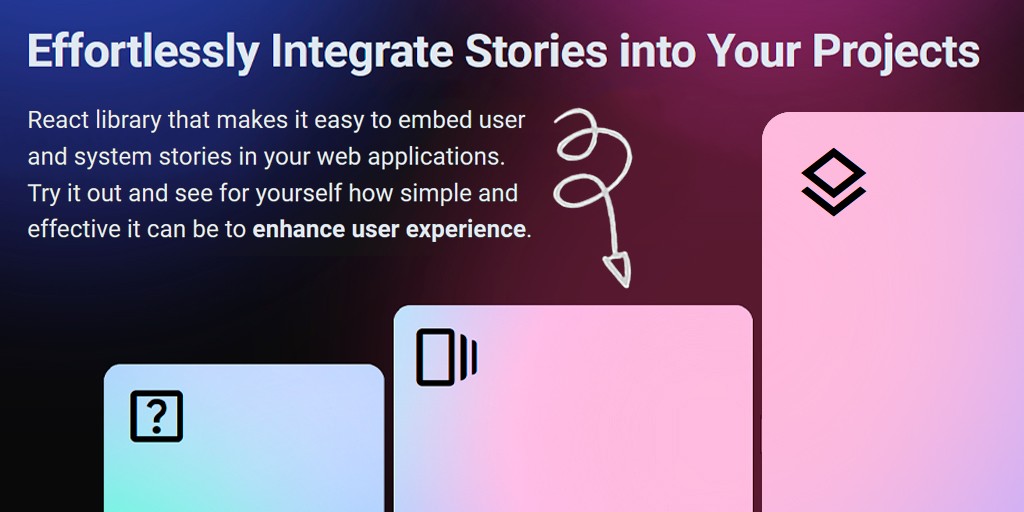 Effortlessly Integrate Stories into Your Projects
React library that makes it easy to embed user
and system stories in your web applications.
Try it out and see for yourself how simple and
effective it can be to enhance user experience.
?